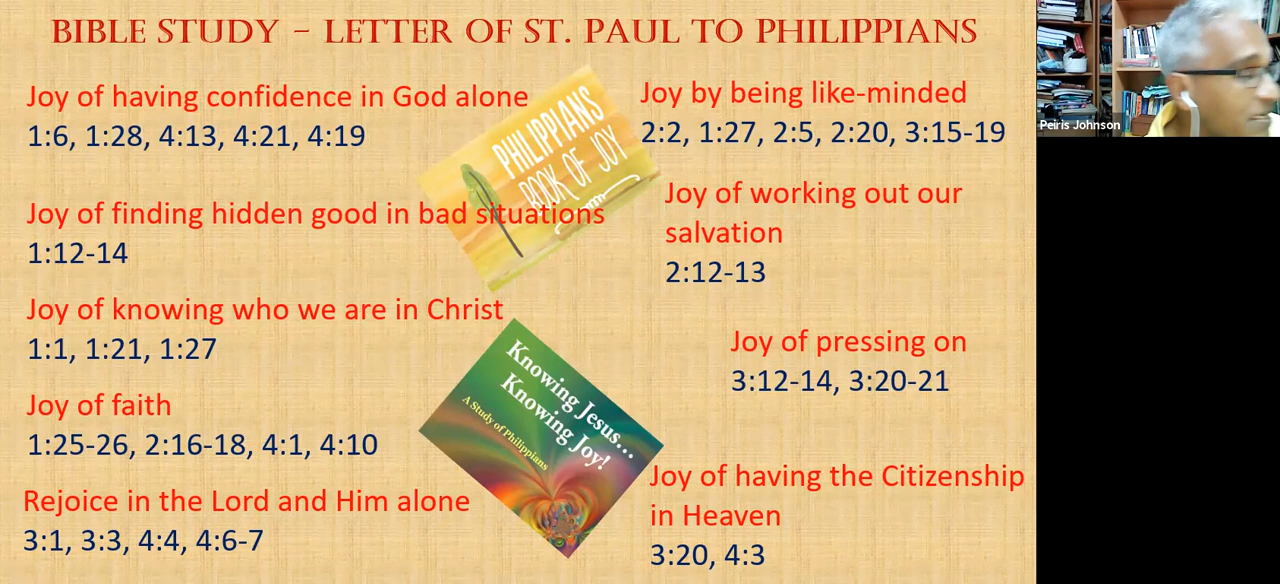 BIBLE STUDY – LETTER OF ST. PAUL TO PHILIPPIANS
Joy of having confidence in God alone
1:6, 1:28, 4:13, 4:21, 4:19
Joy of finding hidden good in bad situations
1:12-14
Joy of knowing who we are in Christ
1:1, 1:21, 1:27
Joy of faith
1:25-26, 2:16-18, 4:1, 4:10
Rejoice in the Lord and Him alone
3:1, 3:3, 4:4, 4:6-7
PHILIPPIANS
BOOK OF JOY
Knowing Jesus...
Knowing Joy!
A Study of Philippians
Joy by being like-minded
2:2, 1:27, 2:5, 2:20, 3:15-19
Joy of working out our
salvation
2:12-13
Joy of pressing on
3:12-14, 3:20-21
Joy of having the Citizenship
in Heaven
3:20, 4:3
Peiris Johnson